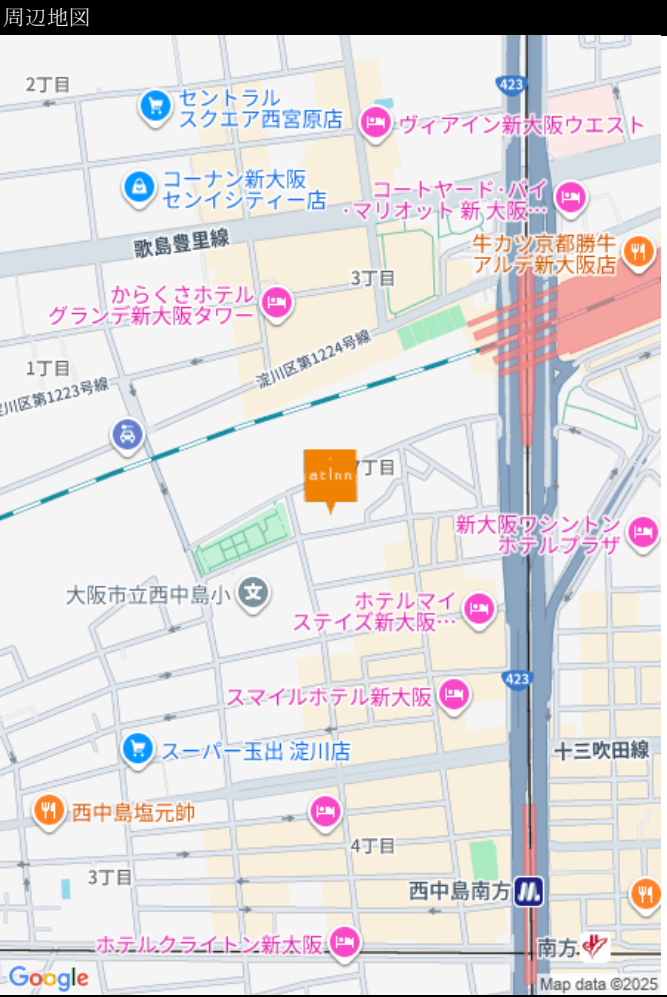 周辺地図
423
2丁目
セントラル
スクエア西宮原店
ヴィアイン新大阪ウエスト
コーナン新大阪
センイシティー店
コートヤード・バイ
・マリオット 新 大阪…
歌島豊里線
牛カツ京都勝牛
アルデ新大阪店
3丁目
からくさホテル
グランデ新大阪タワー
淀川区第1224号線
1丁目
淀川区第1223号線
atInn
7丁目
新大阪ワシントン
ホテルプラザ
大阪市立西中島小
文
ホテルマイ
ステイズ新大阪…
423
スマイルホテル新大阪
スーパー玉出 淀川店
十三吹田線
西中島塩元帥
4丁目
3丁目
西中島南方
ホテルクライトン新大阪
南方
Google
Map data ©2025